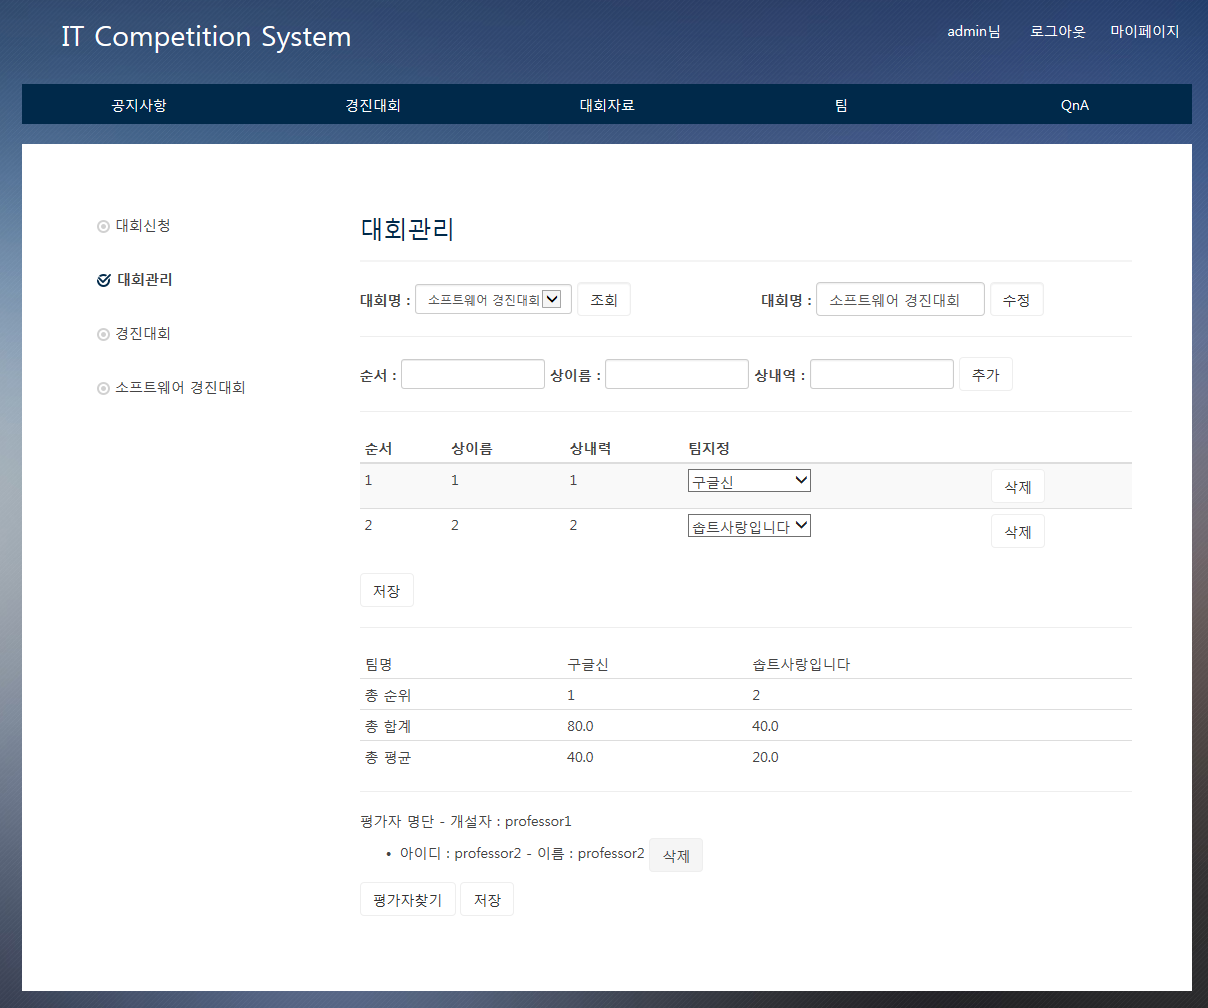 IT Competition System
admin님 로그아웃 마이페이지
공지사항 경진대회 대회자료 팀 QnA
대회신청
대회관리
경진대회
소프트웨어 경진대회
대회관리
대회명 : 소프트웨어 경진대회 조회 대회명 : 소프트웨어 경진대회 수정
순서 : 상이름 : 상내역 : 추가
순서 상이름 상내력 팀지정
1 1 1 구글신 삭제
2 2 2 솝트사랑입니다 삭제
저장
팀명 구글신 솝트사랑입니다
총 순위 1 2
총 합계 80.0 40.0
총 평균 40.0 20.0
평가자 명단 - 개설자 : professor1
• 아이디 : professor2 - 이름 : professor2 삭제
평가자찾기 저장